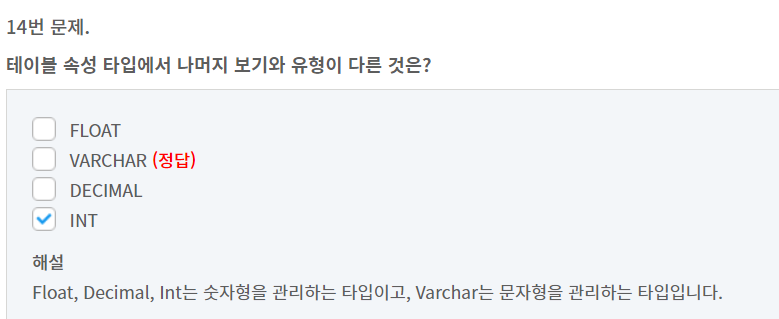 14번 문제.
테이블 속성 타입에서 나머지 보기와 유형이 다른 것은?
FLOAT
VARCHAR (정답)
DECIMAL
INT
해설
Float, Decimal, Int는 숫자형을 관리하는 타입이고, Varchar는 문자형을 관리하는 타입입니다.